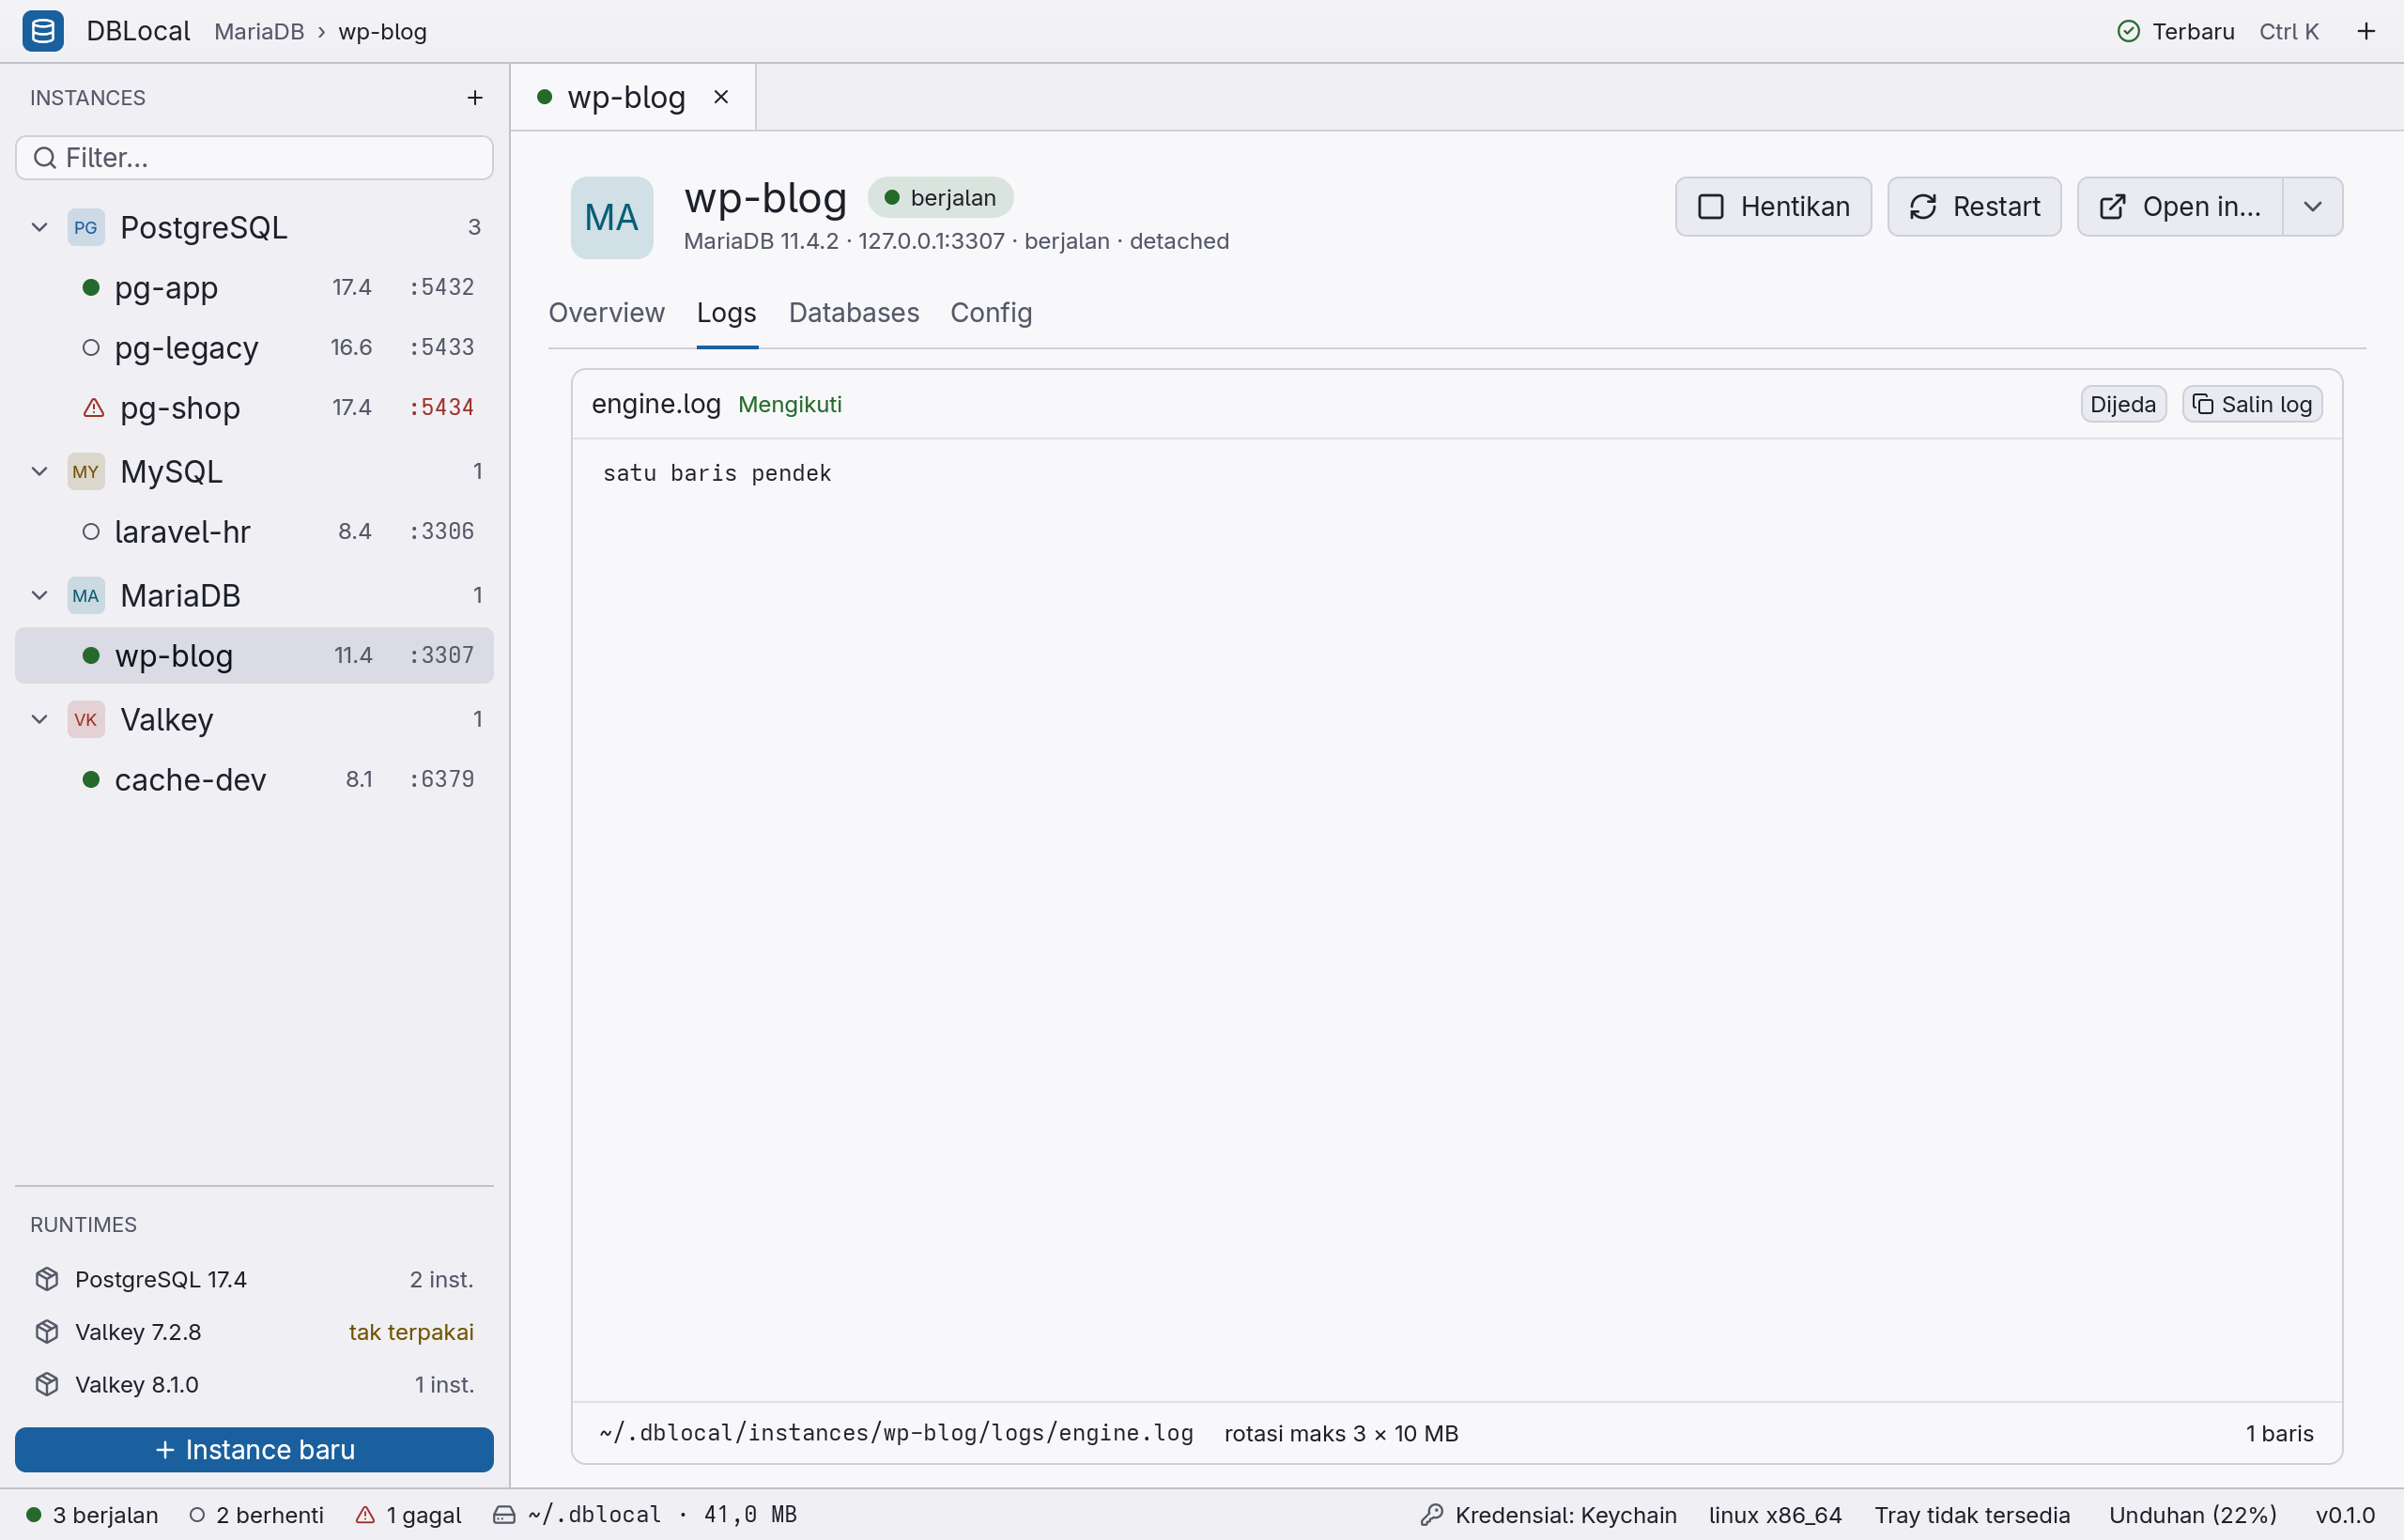 DBLocal MariaDB › wp-blog Terbaru Ctrl K
INSTANCES
Filter...
PG PostgreSQL 3
pg-app 17.4 :5432
pg-legacy 16.6 :5433
pg-shop 17.4 :5434
MY MySQL 1
laravel-hr 8.4 :3306
MA MariaDB 1
wp-blog 11.4 :3307
VK Valkey 1
cache-dev 8.1 :6379
RUNTIMES
PostgreSQL 17.4 2 inst.
Valkey 7.2.8 tak terpakai
Valkey 8.1.0 1 inst.
+ Instance baru
wp-blog ×
MA
wp-blog berjalan
MariaDB 11.4.2 · 127.0.0.1:3307 · berjalan · detached
Hentikan Restart Open in...
Overview Logs Databases Config
engine.log Mengikuti Dijeda Salin log
satu baris pendek
~/.dblocal/instances/wp-blog/logs/engine.log rotasi maks 3 × 10 MB 1 baris
3 berjalan 2 berhenti 1 gagal ~/.dblocal · 41,0 MB Kredensial: Keychain linux x86_64 Tray tidak tersedia Unduhan (22%) v0.1.0